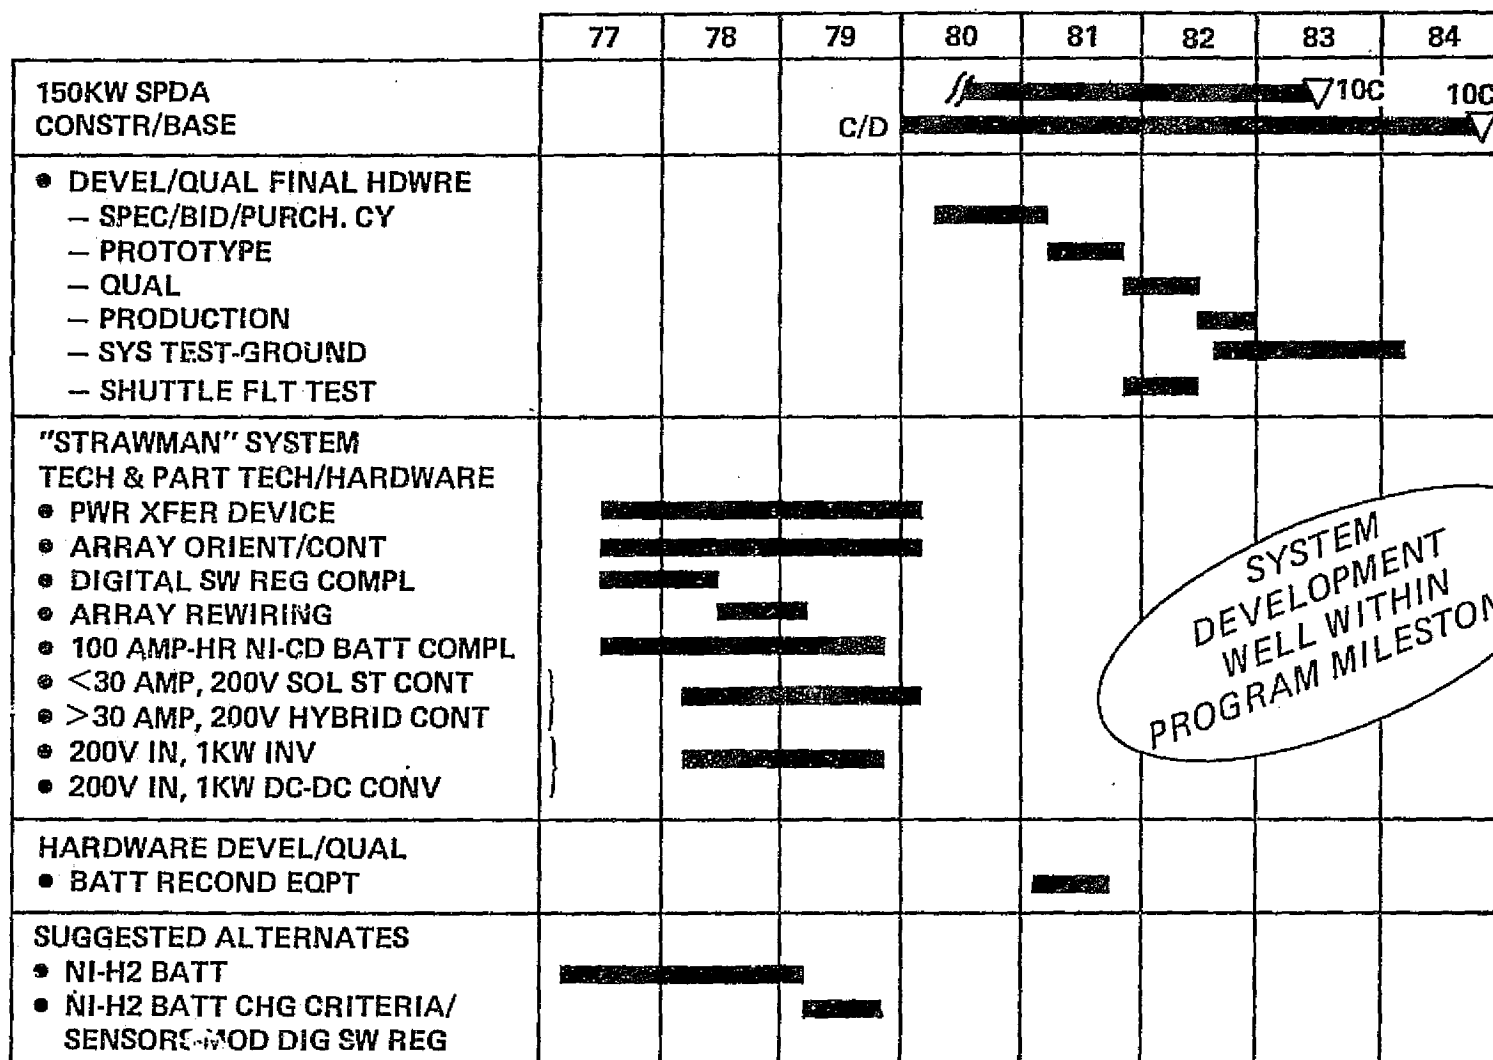 77 78 79 80 81 82 83 84
150KW SPDA
10C 10C
CONSTR/BASE
C/D
• DEVEL/QUAL FINAL HDWRE
– SPEC/BID/PURCH. CY
– PROTOTYPE
– QUAL
– PRODUCTION
– SYS TEST-GROUND
– SHUTTLE FLT TEST
"STRAWMAN" SYSTEM
TECH & PART TECH/HARDWARE
• PWR XFER DEVICE
• ARRAY ORIENT/CONT
• DIGITAL SW REG COMPL
• ARRAY REWIRING
• 100 AMP-HR NI-CD BATT COMPL
• <30 AMP, 200V SOL ST CONT
• >30 AMP, 200V HYBRID CONT
• 200V IN, 1KW INV
• 200V IN, 1KW DC-DC CONV
SYSTEM
DEVELOPMENT
WELL WITHIN
PROGRAM MILESTON
HARDWARE DEVEL/QUAL
• BATT RECOND EQPT
SUGGESTED ALTERNATES
• NI-H2 BATT
• NI-H2 BATT CHG CRITERIA/
SENSORS-MOD DIG SW REG